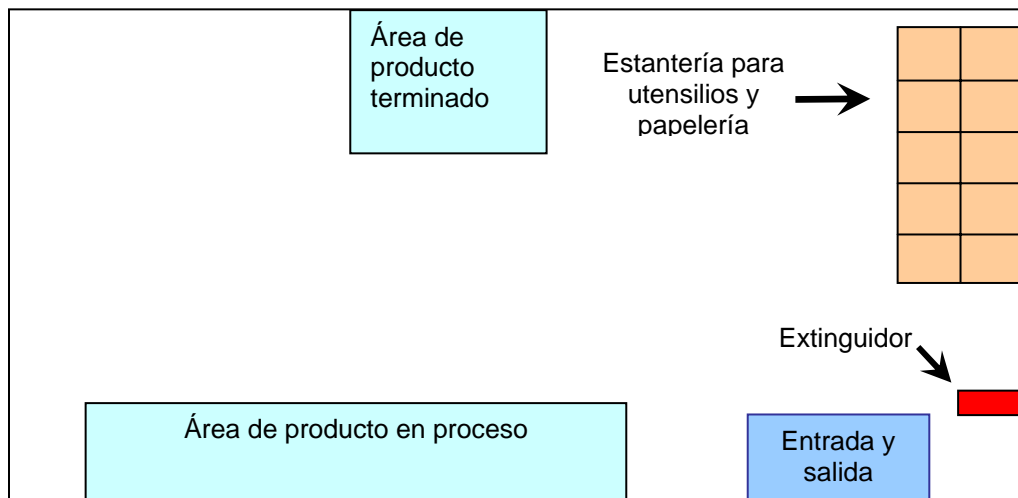 Área de
producto
terminado
Estantería para
utensilios y
papelería
Extinguidor
Área de producto en proceso
Entrada y
salida